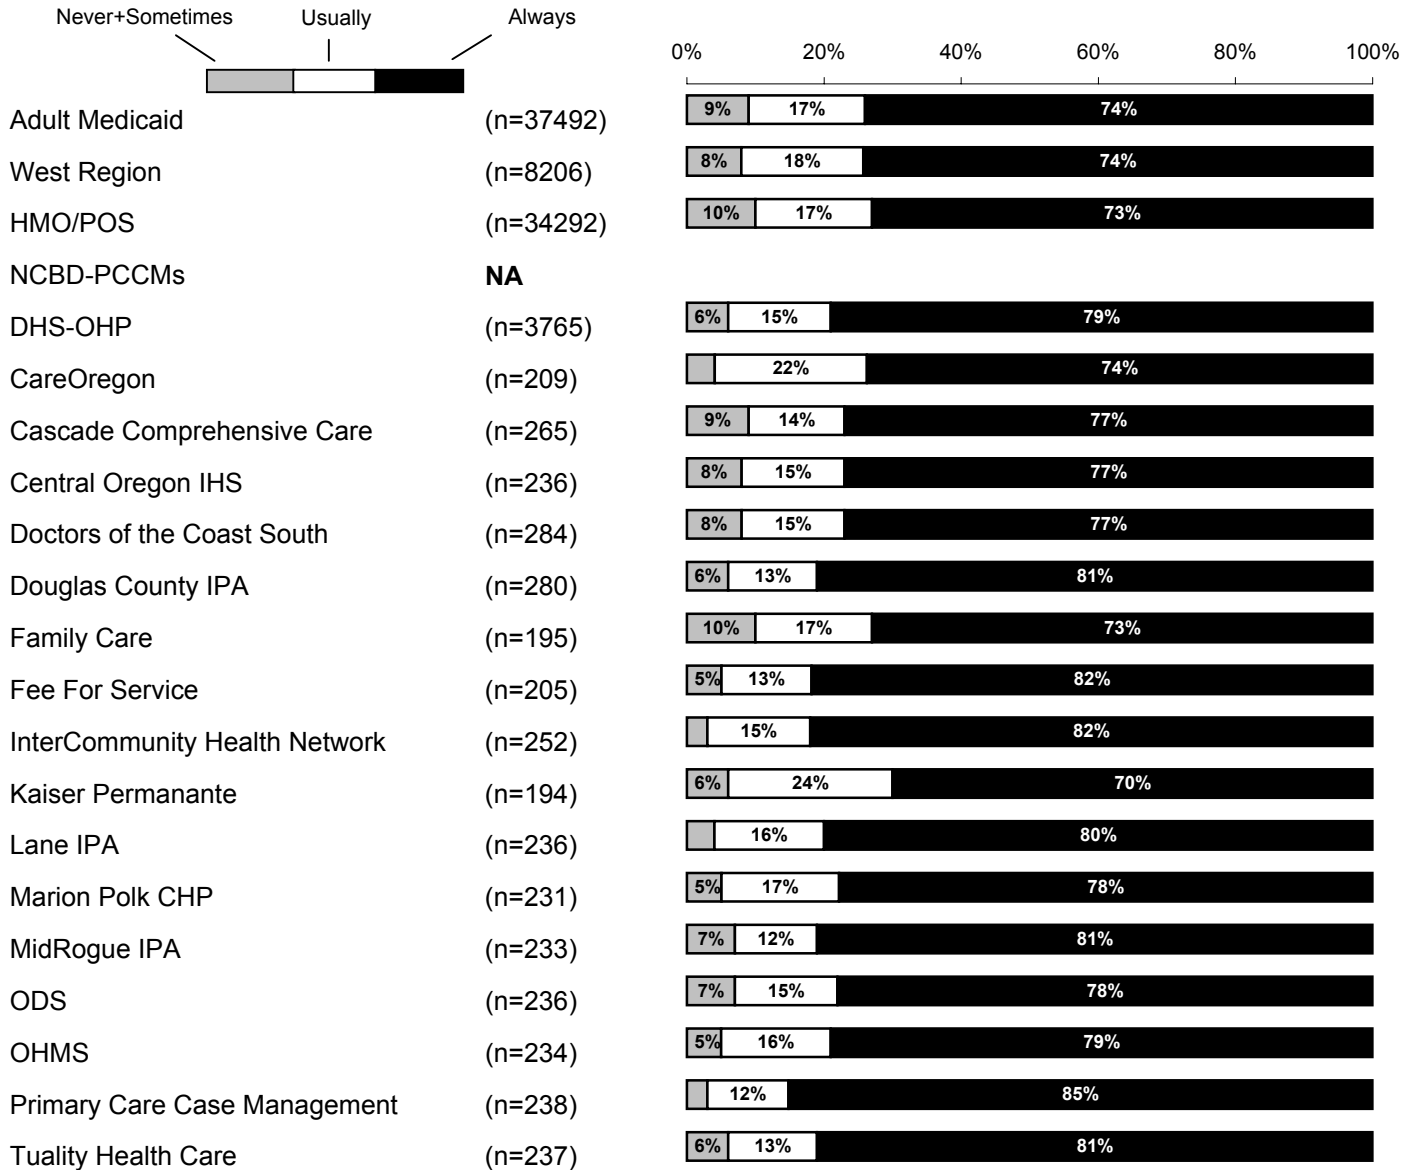 Never+Sometimes Usually Always
0% 20% 40% 60% 80% 100%
Adult Medicaid (n=37492) 9% 17% 74%
West Region (n=8206) 8% 18% 74%
HMO/POS (n=34292) 10% 17% 73%
NCBD-PCCMs NA
DHS-OHP (n=3765) 6% 15% 79%
CareOregon (n=209) 22% 74%
Cascade Comprehensive Care (n=265) 9% 14% 77%
Central Oregon IHS (n=236) 8% 15% 77%
Doctors of the Coast South (n=284) 8% 15% 77%
Douglas County IPA (n=280) 6% 13% 81%
Family Care (n=195) 10% 17% 73%
Fee For Service (n=205) 5% 13% 82%
InterCommunity Health Network (n=252) 15% 82%
Kaiser Permanante (n=194) 6% 24% 70%
Lane IPA (n=236) 16% 80%
Marion Polk CHP (n=231) 5% 17% 78%
MidRogue IPA (n=233) 7% 12% 81%
ODS (n=236) 7% 15% 78%
OHMS (n=234) 5% 16% 79%
Primary Care Case Management (n=238) 12% 85%
Tuality Health Care (n=237) 6% 13% 81%